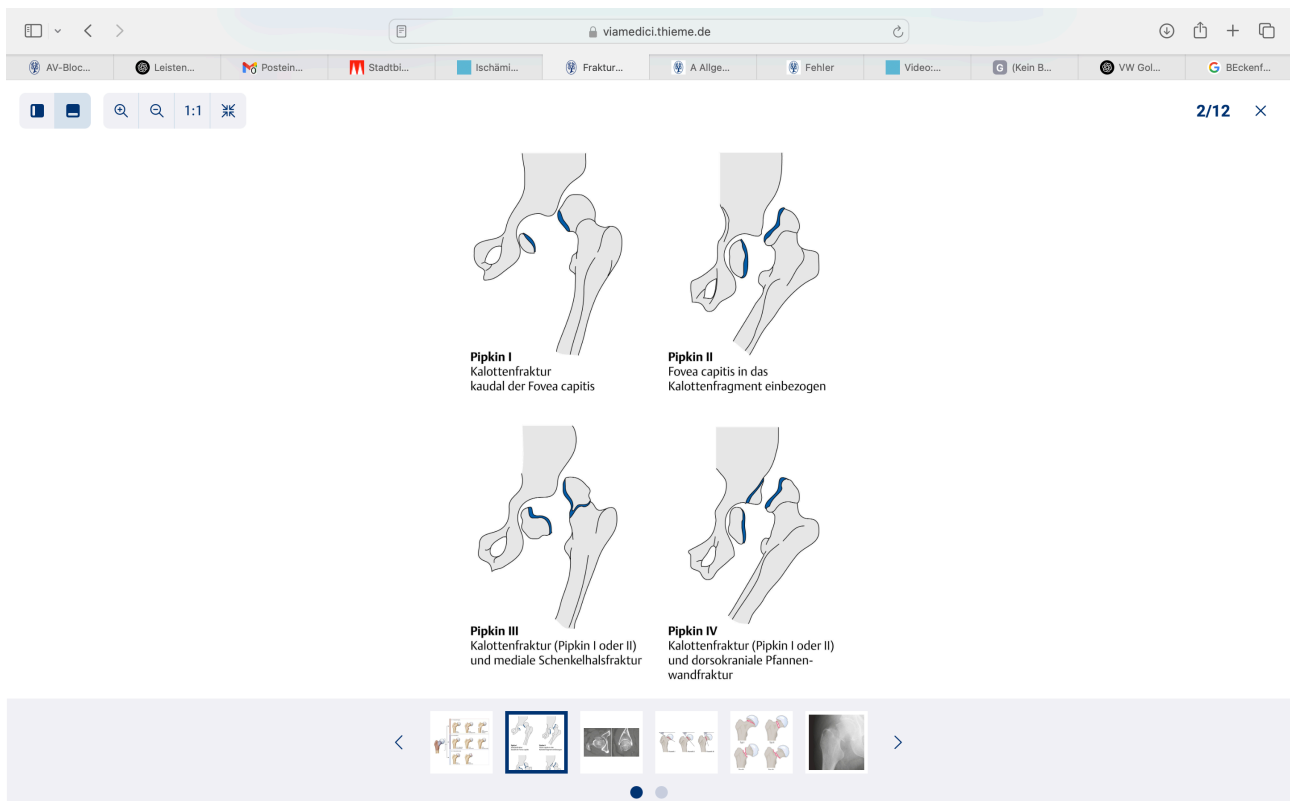 viamedici.thieme.de
AV-Bloc...
Leisten...
Postein...
Stadtbi...
Ischämi...
Fraktur...
A Allge...
Fehler
Video:...
(Kein B...
VW Gol...
BEckenf...
1:1
2/12
Pipkin I
Kalottenfraktur
kaudal der Fovea capitis
Pipkin II
Fovea capitis in das
Kalottenfragment einbezogen
Pipkin III
Kalottenfraktur (Pipkin I oder II)
und mediale Schenkelhalsfraktur
Pipkin IV
Kalottenfraktur (Pipkin I oder II)
und dorsokraniale Pfannen-
wandfraktur